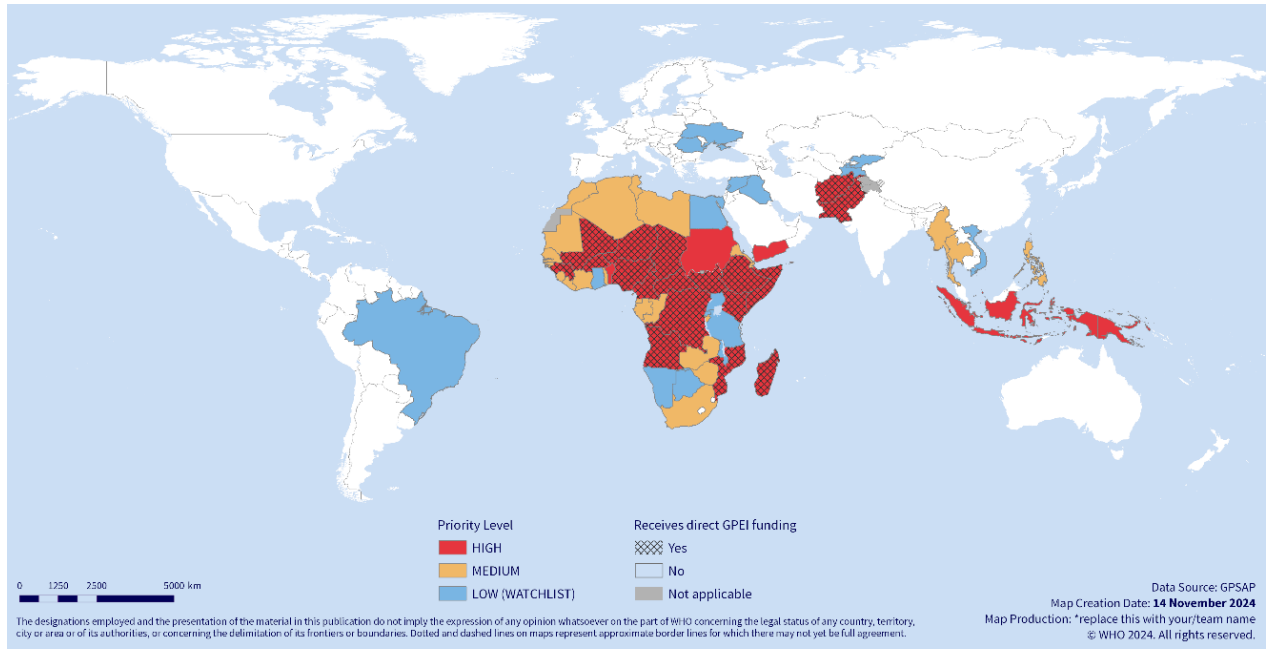 Priority Level
HIGH
MEDIUM
LOW (WATCHLIST)
Receives direct GPEI funding
Yes
No
Not applicable
0 1250 2500 5000 km
The designations employed and the presentation of the material in this publication do not imply the expression of any opinion whatsoever on the part of WHO concerning the legal status of any country, territory,
city or area or of its authorities, or concerning the delimitation of its frontiers or boundaries. Dotted and dashed lines on maps represent approximate border lines for which there may not yet be full agreement.
Data Source: GPSAP
Map Creation Date: 14 November 2024
Map Production: *replace this with your/team name
© WHO 2024. All rights reserved.